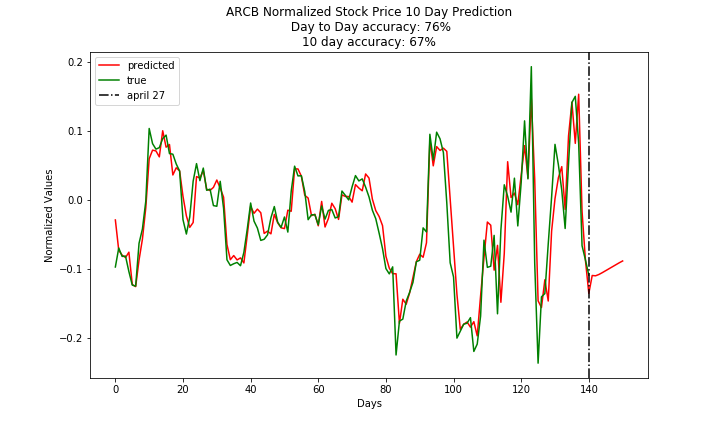 ARCB Normalized Stock Price 10 Day Prediction
Day to Day accuracy: 76%
10 day accuracy: 67%
predicted
true
april 27
Normalized Values
0.2
0.1
0.0
−0.1
−0.2
0 20 40 60 80 100 120 140
Days